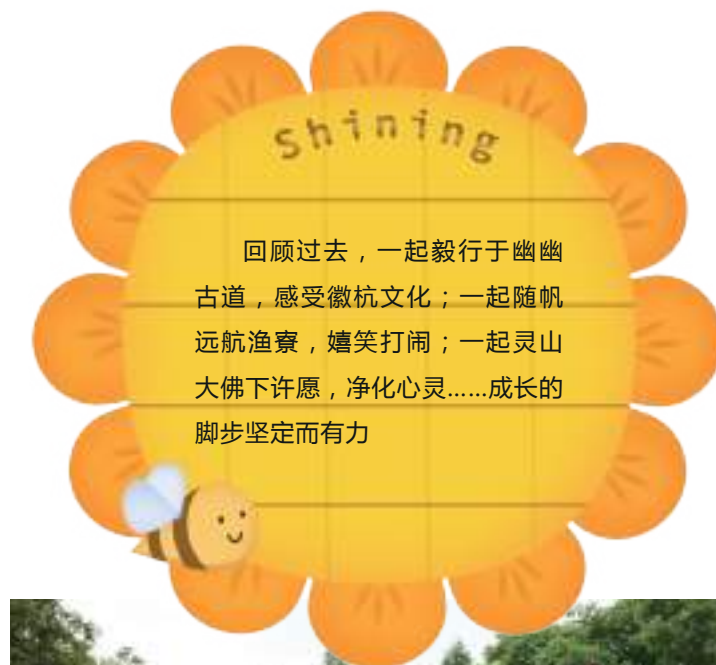 Shining
回顾过去，一起毅行于幽幽
古道，感受徽杭文化；一起随帆
远航渔寮，嬉笑打闹；一起灵山
大佛下许愿，净化心灵……成长的
脚步坚定而有力